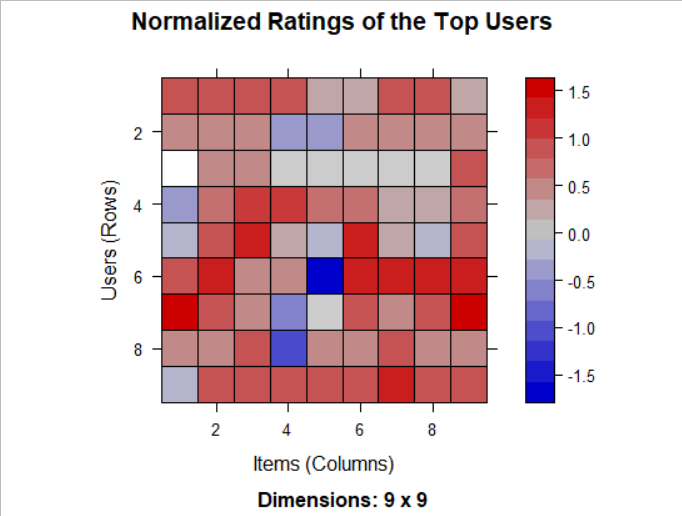 Normalized Ratings of the Top Users
Users (Rows)
2
4
6
8
2 4 6 8
Items (Columns)
Dimensions: 9 x 9
1.5
1.0
0.5
0.0
-0.5
-1.0
-1.5